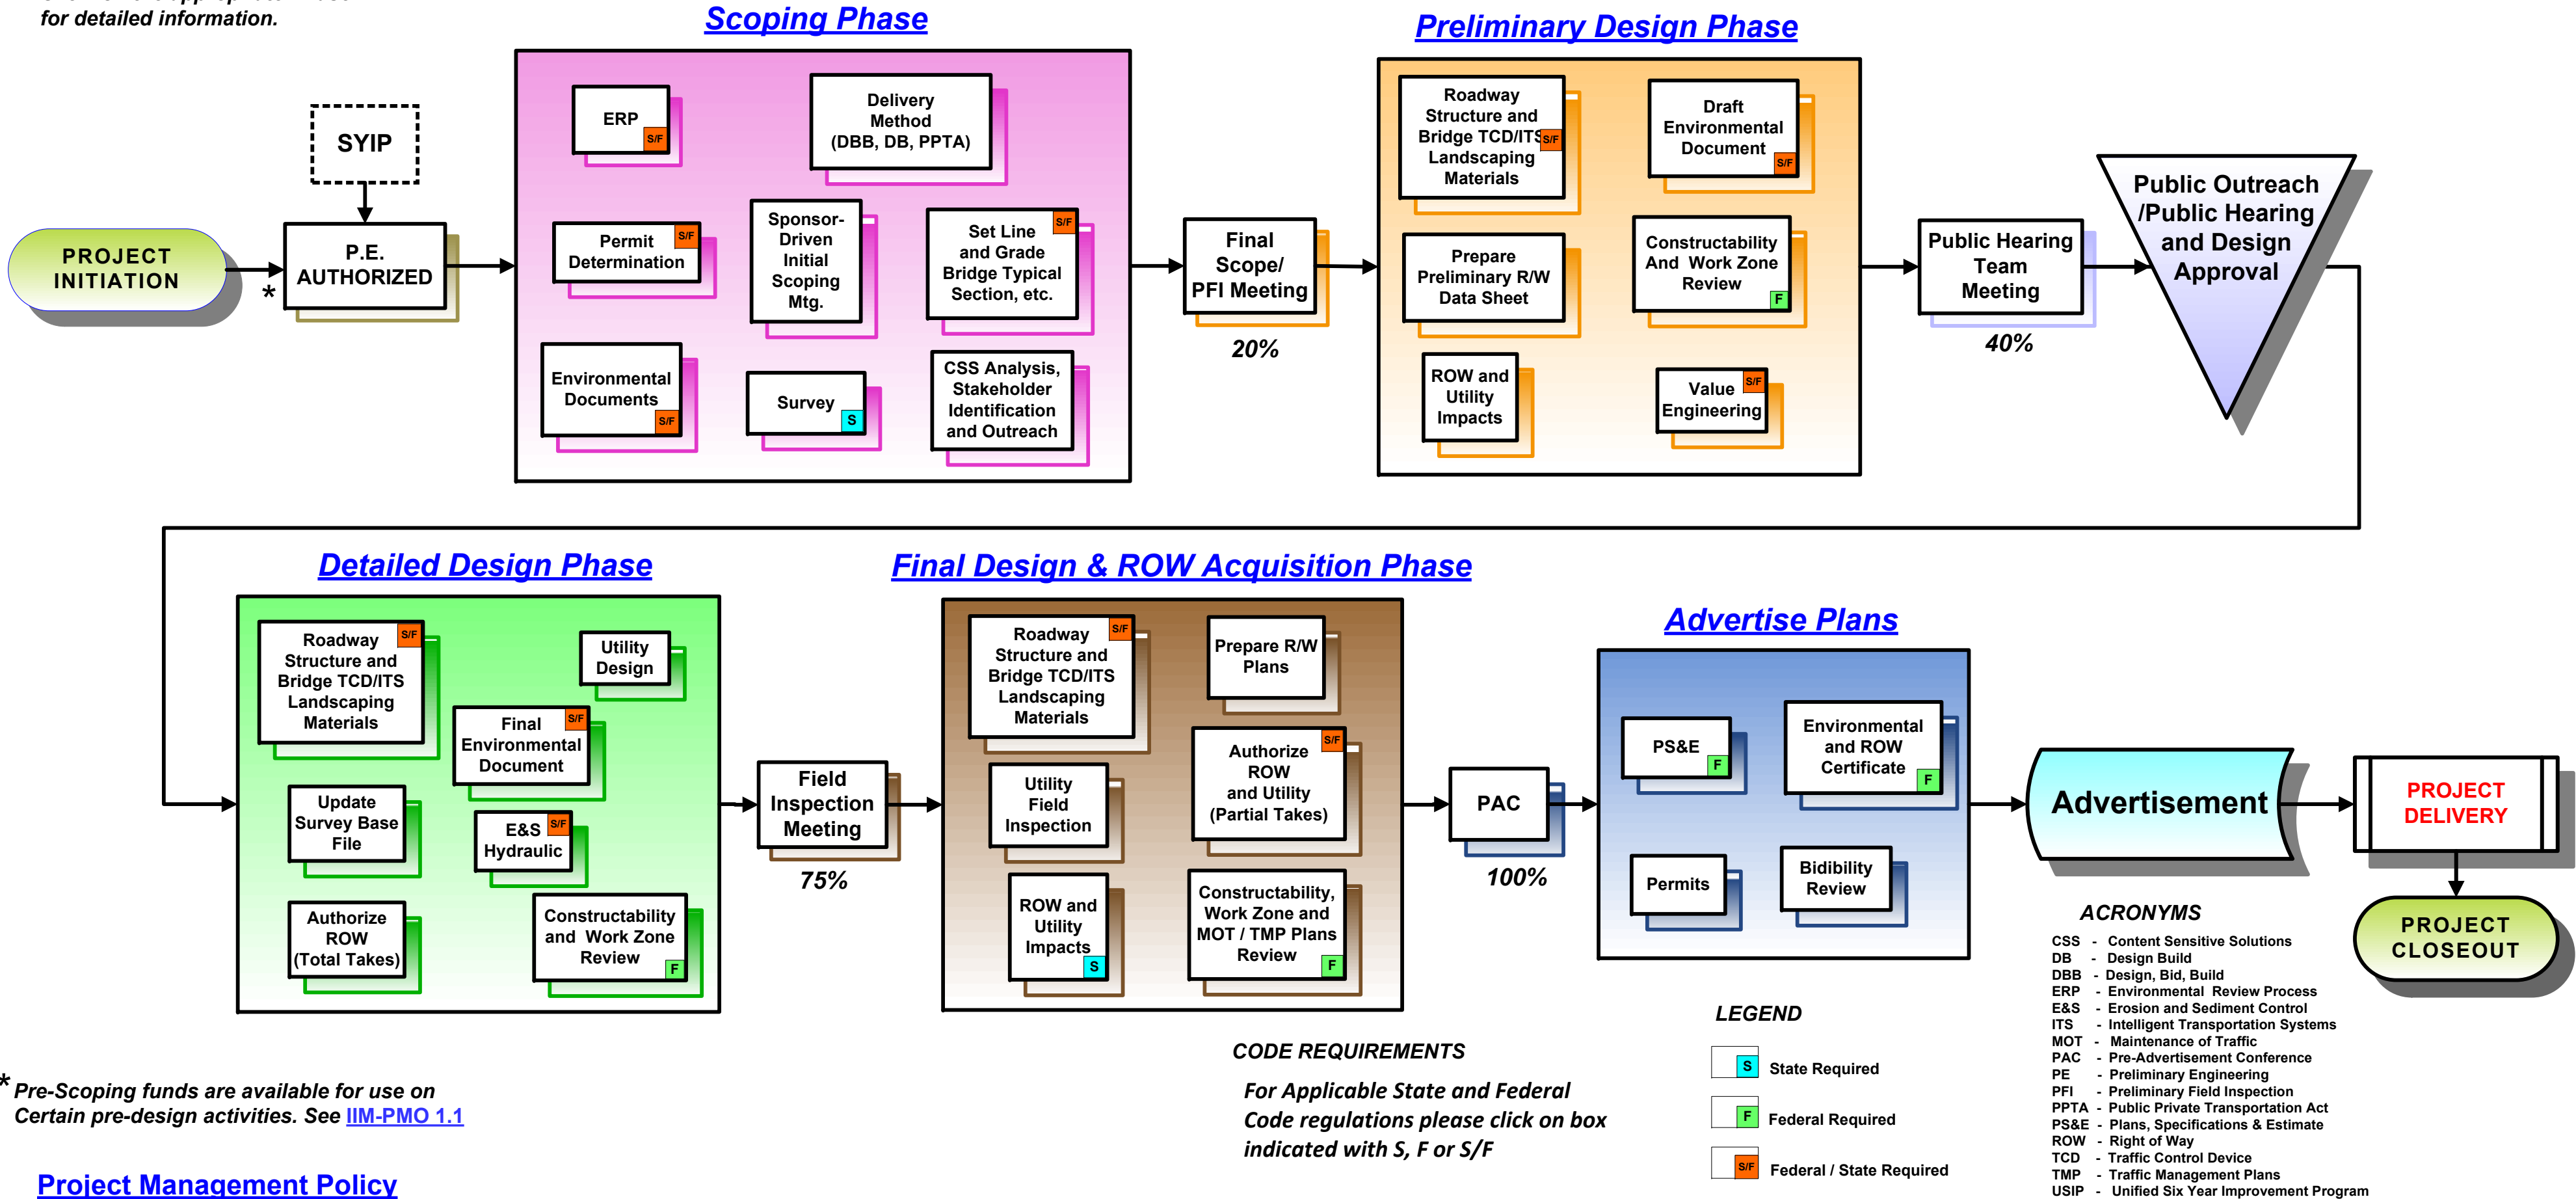 for detailed information.
Scoping Phase
Preliminary Design Phase
SYIP
PROJECT
INITIATION
*
P.E.
AUTHORIZED
ERP
S/F
Delivery
Method
(DBB, DB, PPTA)
Permit
Determination
S/F
Sponsor-
Driven
Initial
Scoping
Mtg.
Set Line
and Grade
Bridge Typical
Section, etc.
S/F
Environmental
Documents
S/F
Survey
S
CSS Analysis,
Stakeholder
Identification
and Outreach
Final
Scope/
PFI Meeting
20%
Roadway
Structure and
Bridge TCD/ITS
Landscaping
Materials
S/F
Draft
Environmental
Document
S/F
Prepare
Preliminary R/W
Data Sheet
Constructability
And Work Zone
Review
F
ROW and
Utility
Impacts
Value
Engineering
S/F
Public Hearing
Team
Meeting
40%
Public Outreach
/Public Hearing
and Design
Approval
Detailed Design Phase
Final Design & ROW Acquisition Phase
Advertise Plans
Roadway
Structure and
Bridge TCD/ITS
Landscaping
Materials
S/F
Utility
Design
Final
Environmental
Document
S/F
Update
Survey Base
File
E&S
Hydraulic
S/F
Authorize
ROW
(Total Takes)
Constructability
and Work Zone
Review
F
Field
Inspection
Meeting
75%
Roadway
Structure and
Bridge TCD/ITS
Landscaping
Materials
S/F
Prepare R/W
Plans
Utility
Field
Inspection
Authorize
ROW
and Utility
(Partial Takes)
S/F
ROW and
Utility
Impacts
S
Constructability,
Work Zone and
MOT / TMP Plans
Review
F
PAC
100%
PS&E
F
Environmental
and ROW
Certificate
F
Permits
Bidibility
Review
Advertisement
PROJECT
DELIVERY
PROJECT
CLOSEOUT
ACRONYMS
CSS - Content Sensitive Solutions
DB - Design Build
DBB - Design, Bid, Build
ERP - Environmental Review Process
E&S - Erosion and Sediment Control
ITS - Intelligent Transportation Systems
MOT - Maintenance of Traffic
PAC - Pre-Advertisement Conference
PE - Preliminary Engineering
PFI - Preliminary Field Inspection
PPTA - Public Private Transportation Act
PS&E - Plans, Specifications & Estimate
ROW - Right of Way
TCD - Traffic Control Device
TMP - Traffic Management Plans
USIP - Unified Six Year Improvement Program
LEGEND
S State Required
F Federal Required
S/F Federal / State Required
CODE REQUIREMENTS
For Applicable State and Federal
Code regulations please click on box
indicated with S, F or S/F
* Pre-Scoping funds are available for use on
Certain pre-design activities. See IIM-PMO 1.1
Project Management Policy